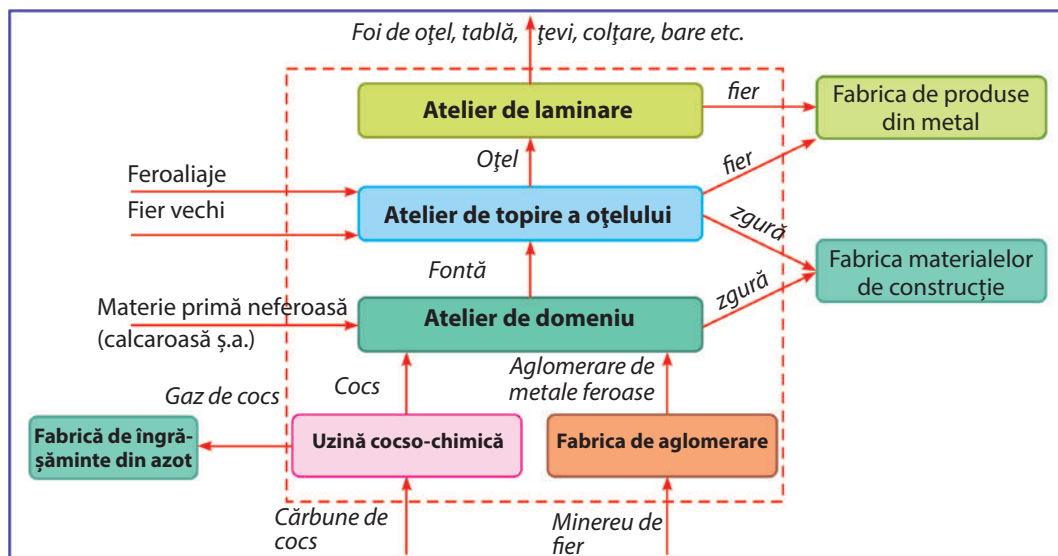 Foi de oţel, tablă, ţevi, colţare, bare etc.
Atelier de laminare
fier
Fabrica de produse
din metal
Oţel
fier
Feroaliaje
Fier vechi
Atelier de topire a oţelului
zgură
Fabrica materialelor
de construcție
Fontă
zgură
Materie primă neferoasă
(calcaroasă ș.a.)
Atelier de domeniu
Cocs
Aglomerare de
metale feroase
Gaz de cocs
Fabrică de îngră-
șăminte din azot
Uzină cocso-chimică
Fabrica de aglomerare
Cărbune de
cocs
Minereu de
fier